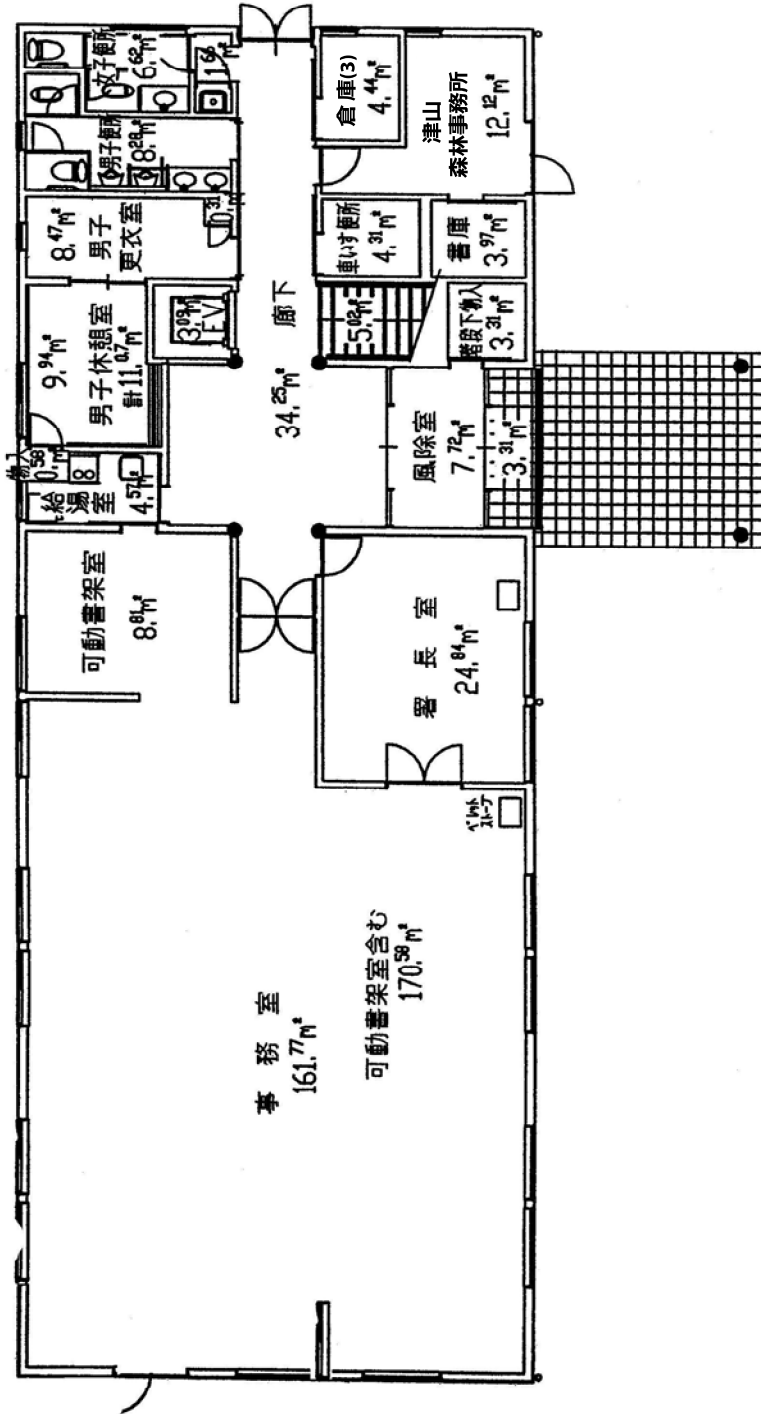 女子便所
6.62㎡
1.66㎡
男子便所
8.28㎡
男子
更衣室
8.47㎡
0.31㎡
男子休憩室
9.94㎡
計11.07㎡
EV
3.09㎡
物入
0.58㎡
給湯室
4.57㎡
可動書架室
8.81㎡
廊下
34.25㎡
倉庫(3)
4.44㎡
津山
森林事務所
12.12㎡
車いす便所
4.31㎡
書庫
3.97㎡
5.02㎡
階段下物入
3.31㎡
風除室
7.72㎡
3.31㎡
署長室
24.84㎡
ペレット
ストーブ
事務室
161.77㎡
可動書架室含む
170.58㎡